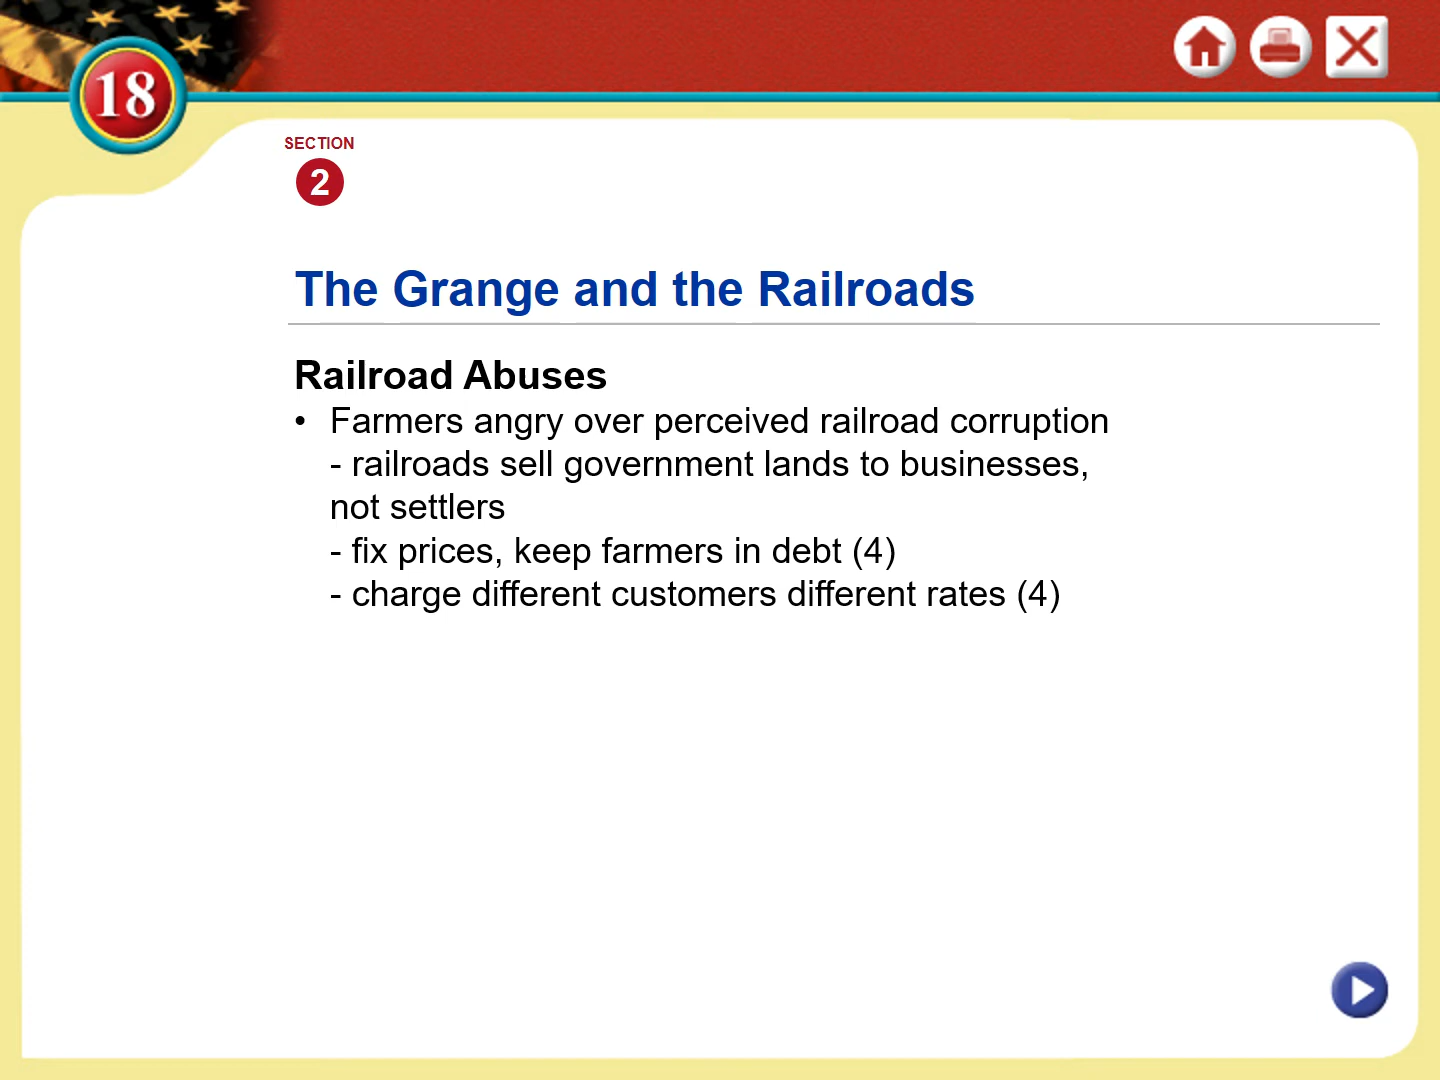 18
SECTION
2
The Grange and the Railroads
Railroad Abuses
• Farmers angry over perceived railroad corruption
- railroads sell government lands to businesses,
not settlers
- fix prices, keep farmers in debt (4)
- charge different customers different rates (4)